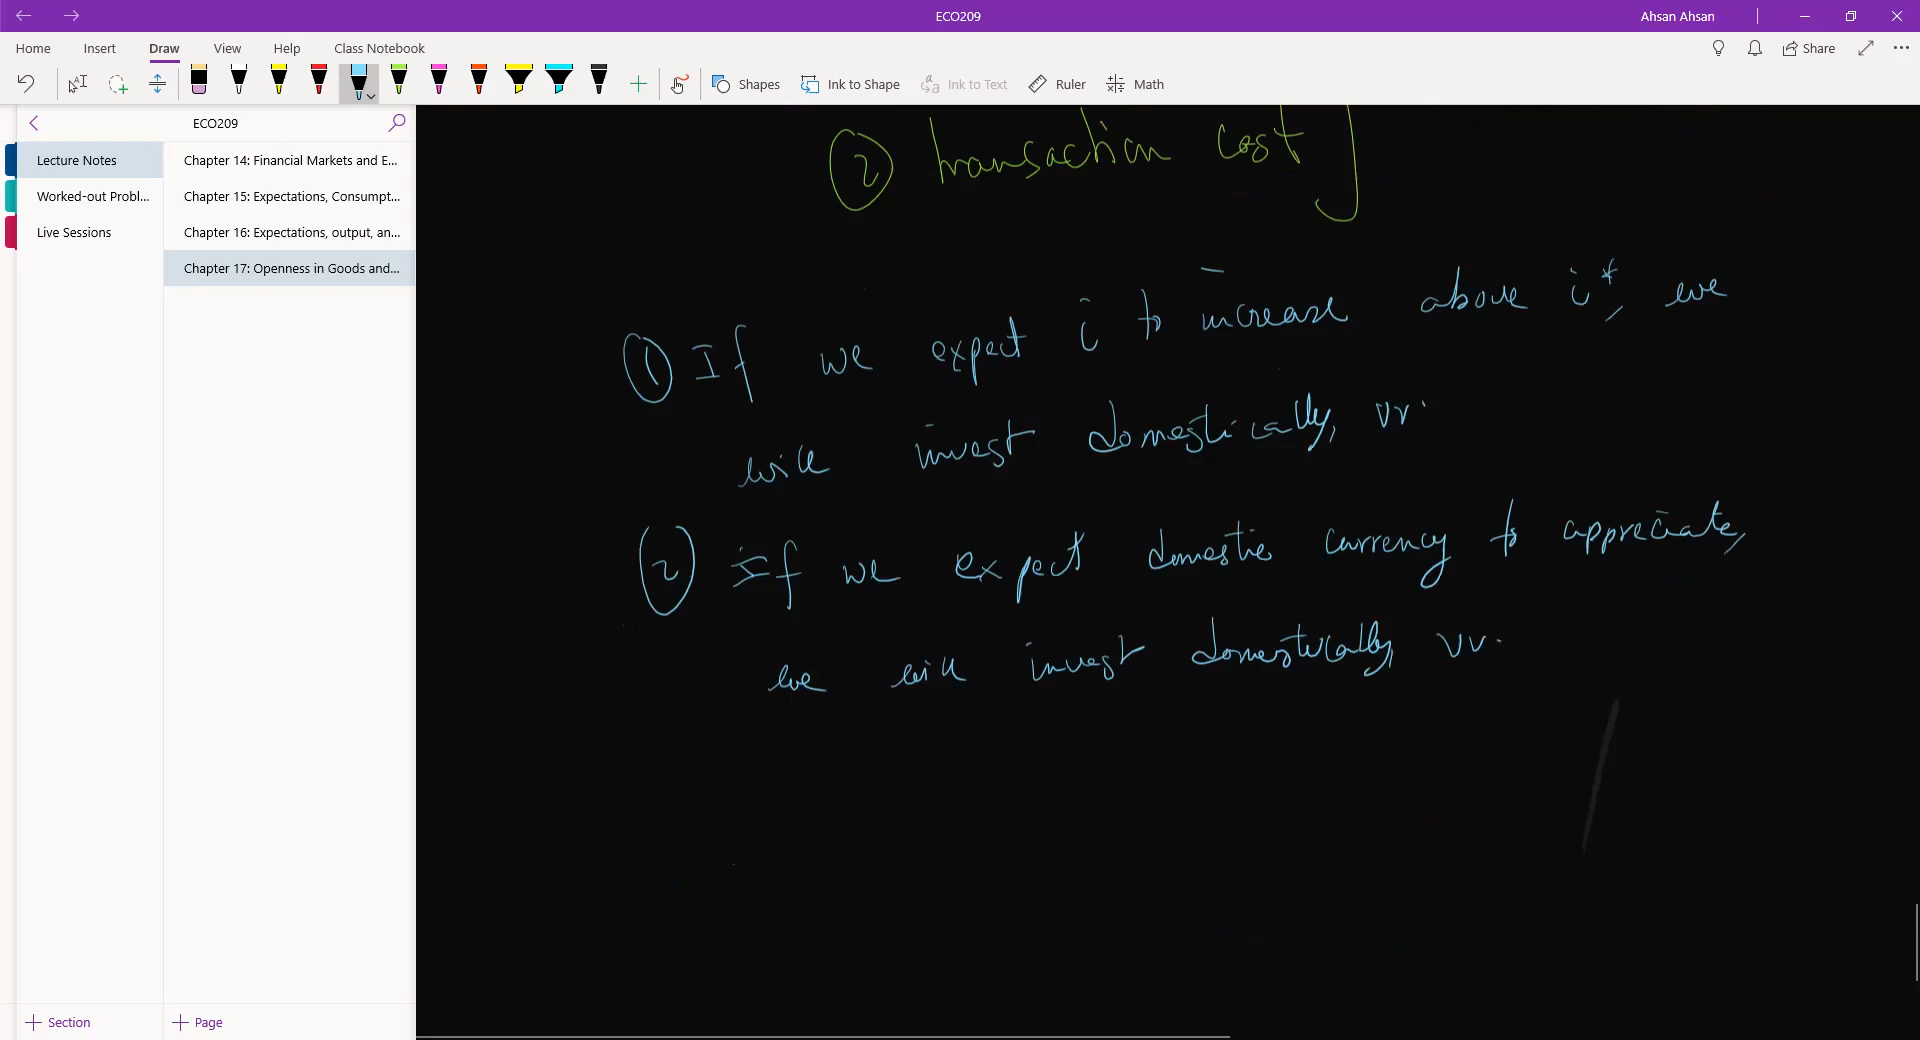 ECO209
Ahsan Ahsan
Home Insert Draw View Help Class Notebook
Share
Shapes Ink to Shape Ink to Text Ruler Math
ECO209
Lecture Notes
Worked-out Probl...
Live Sessions
Chapter 14: Financial Markets and E...
Chapter 15: Expectations, Consumpt...
Chapter 16: Expectations, output, an...
Chapter 17: Openness in Goods and...
② transaction cost
① If we expect i to increase above i*, we
will invest domestically, vv.
② If we expect domestic currency to appreciate,
we will invest domestically, vv.
Section
Page